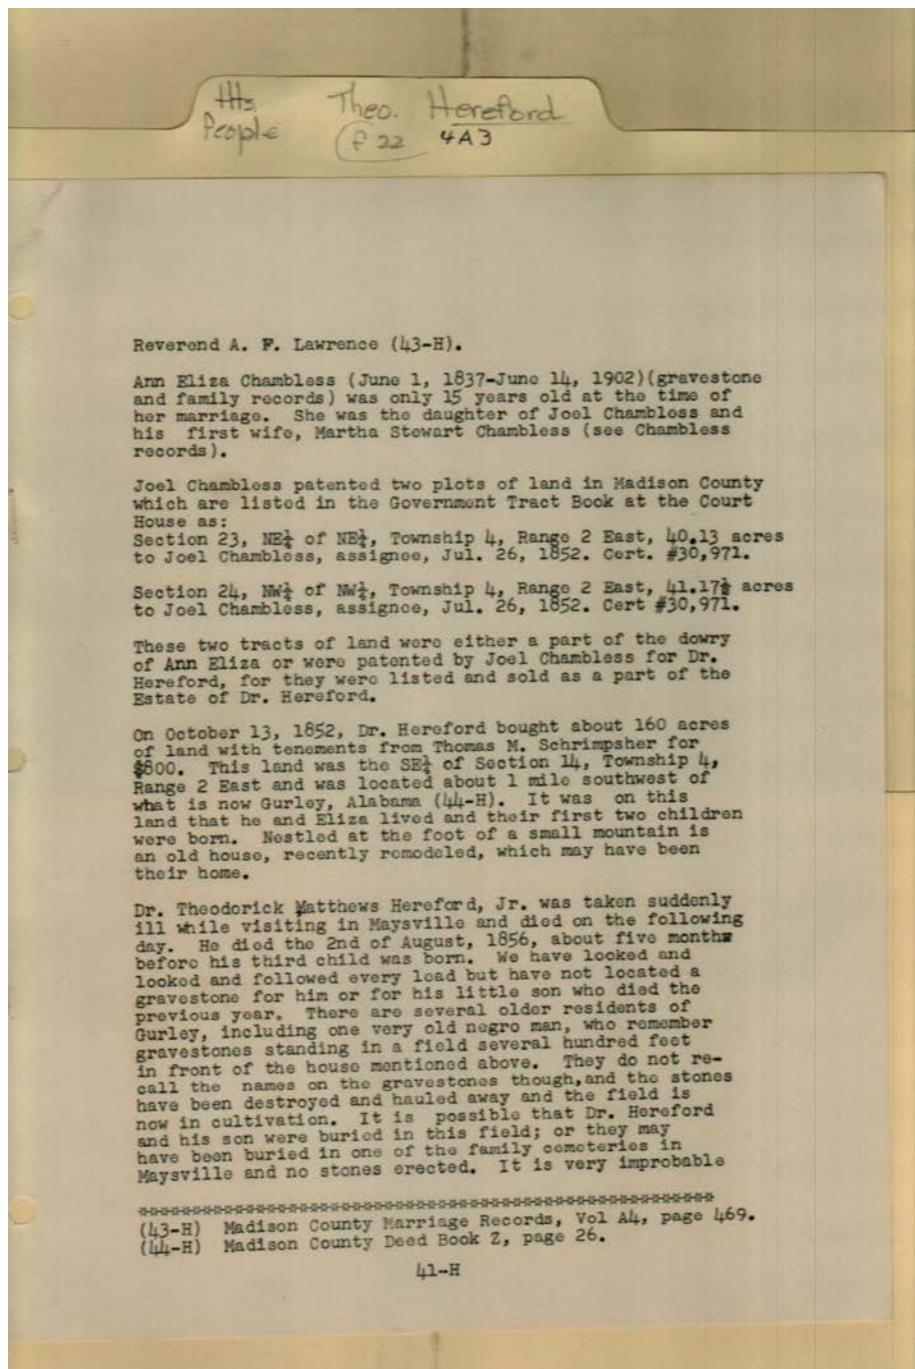 Hts
People
Theo. Hereford
f 22 4A3
Reverend A. F. Lawrence (43-H).
Ann Eliza Chambless (June 1, 1837-June 14, 1902)(gravestone
and family records) was only 15 years old at the time of
her marriage. She was the daughter of Joel Chambless and
his first wife, Martha Stewart Chambless (see Chambless
records).
Joel Chambless patented two plots of land in Madison County
which are listed in the Government Tract Book at the Court
House as:
Section 23, NE¼ of NE¼, Township 4, Range 2 East, 40.13 acres
to Joel Chambless, assignee, Jul. 26, 1852. Cert. #30,971.
Section 24, NW¼ of NW¼, Township 4, Range 2 East, 41.17½ acres
to Joel Chambless, assignee, Jul. 26, 1852. Cert #30,971.
These two tracts of land were either a part of the dowry
of Ann Eliza or were patented by Joel Chambless for Dr.
Hereford, for they were listed and sold as a part of the
Estate of Dr. Hereford.
On October 13, 1852, Dr. Hereford bought about 160 acres
of land with tenements from Thomas M. Schrimpsher for
$800. This land was the SE¼ of Section 14, Township 4,
Range 2 East and was located about 1 mile southwest of
what is now Gurley, Alabama (44-H). It was on this
land that he and Eliza lived and their first two children
were born. Nestled at the foot of a small mountain is
an old house, recently remodeled, which may have been
their home.
Dr. Theodorick Matthews Hereford, Jr. was taken suddenly
ill while visiting in Maysville and died on the following
day. He died the 2nd of August, 1856, about five months
before his third child was born. We have looked and
looked and followed every lead but have not located a
gravestone for him or for his little son who died the
previous year. There are several older residents of
Gurley, including one very old negro man, who remember
gravestones standing in a field several hundred feet
in front of the house mentioned above. They do not re-
call the names on the gravestones though, and the stones
have been destroyed and hauled away and the field is
now in cultivation. It is possible that Dr. Hereford
and his son were buried in this field; or they may
have been buried in one of the family cemeteries in
Maysville and no stones erected. It is very improbable
(43-H) Madison County Marriage Records, Vol A4, page 469.
(44-H) Madison County Deed Book Z, page 26.
41-H